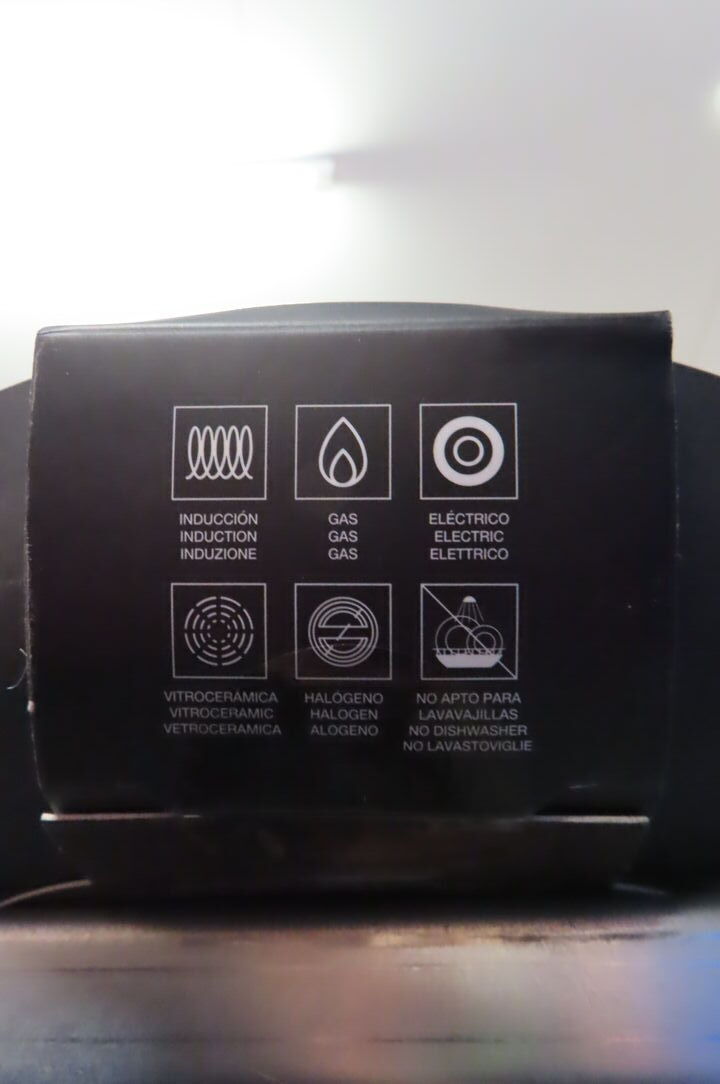 INDUCCIÓN
INDUCTION
INDUZIONE
GAS
GAS
GAS
ELÉCTRICO
ELECTRIC
ELETTRICO
VITROCERÁMICA
VITROCERAMIC
VETROCERAMICA
HALÓGENO
HALOGEN
ALOGENO
NO APTO PARA
LAVAVAJILLAS
NO DISHWASHER
NO LAVASTOVIGLIE